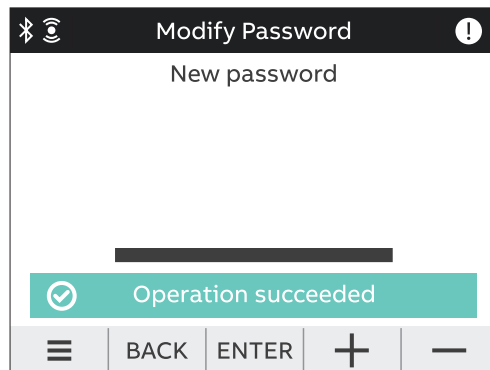 Modify Password
New password
Operation succeeded
BACK ENTER + −